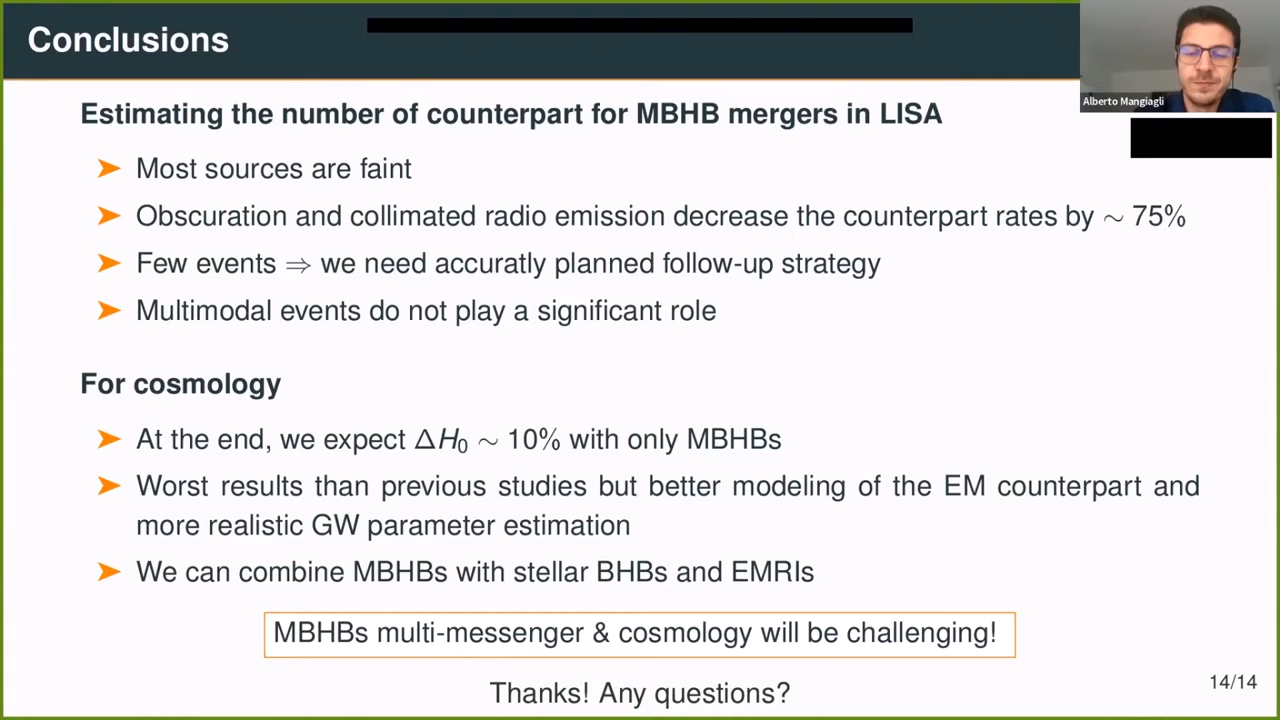 Conclusions
Alberto Mangiagli
Estimating the number of counterpart for MBHB mergers in LISA
➤ Most sources are faint
➤ Obscuration and collimated radio emission decrease the counterpart rates by ∼ 75%
➤ Few events ⇒ we need accuratly planned follow-up strategy
➤ Multimodal events do not play a significant role
For cosmology
➤ At the end, we expect ΔH₀ ∼ 10% with only MBHBs
➤ Worst results than previous studies but better modeling of the EM counterpart and
more realistic GW parameter estimation
➤ We can combine MBHBs with stellar BHBs and EMRIs
MBHBs multi-messenger & cosmology will be challenging!
Thanks! Any questions?
14/14